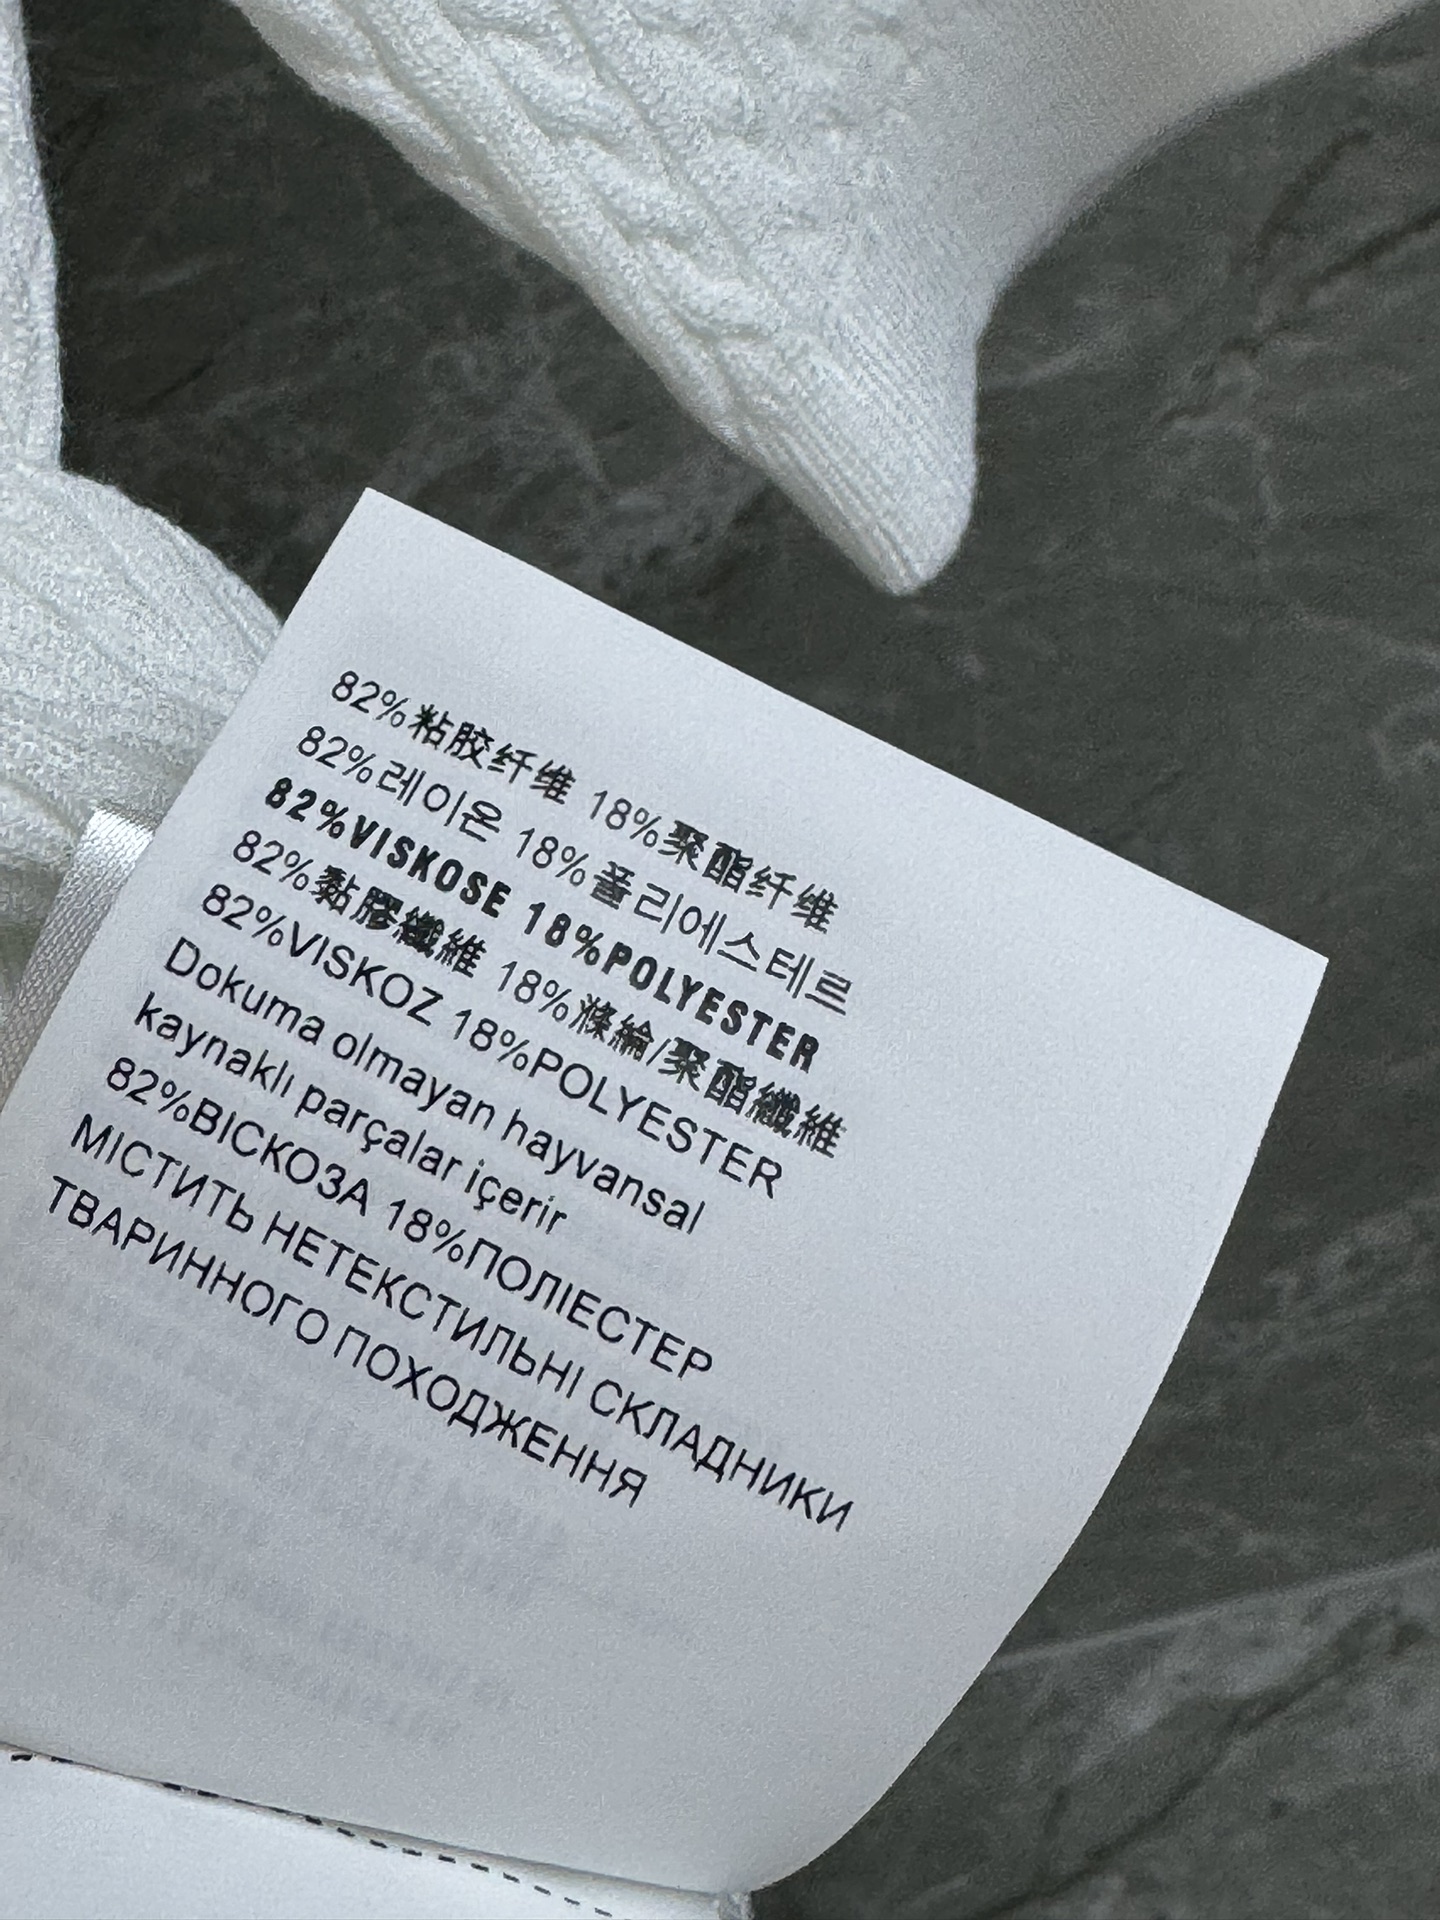 82%粘胶纤维 18%聚酯纤维
82%레이온 18%폴리에스테르
82%VISKOSE 18%POLYESTER
82%黏膠纖維 18%滌綸/聚酯纖維
82%VISKOZ 18%POLYESTER
Dokuma olmayan hayvansal
kaynaklı parçalar içerir
82%ВІСКОЗА 18%ПОЛІЕСТЕР
МІСТИТЬ НЕТЕКСТИЛЬНІ СКЛАДНИКИ
ТВАРИННОГО ПОХОДЖЕННЯ